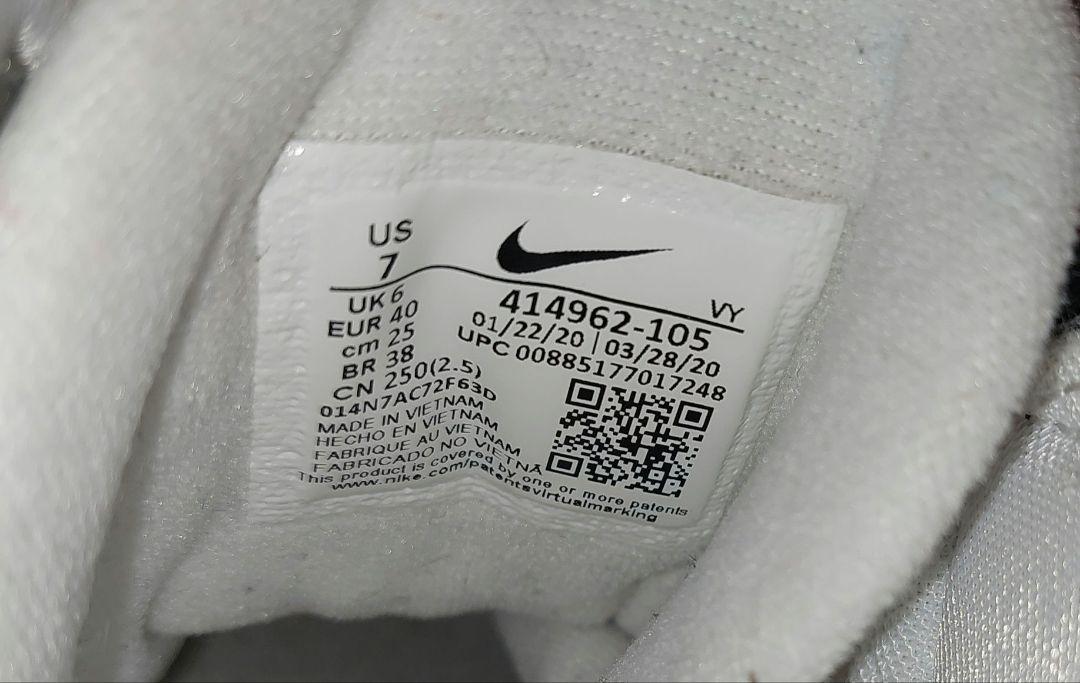 US
7
UK 6
EUR 40
cm 25
BR 38
CN 250(2.5)
014N7AC72F63D
MADE IN VIETNAM
HECHO EN VIETNAM
FABRIQUE AU VIETNAM
FABRICADO NO VIETNÃ
VY
414962-105
01/22/20 | 03/28/20
UPC 00885177017248
This product is covered by one or more patents
www.nike.com/patentsvirtualmarking